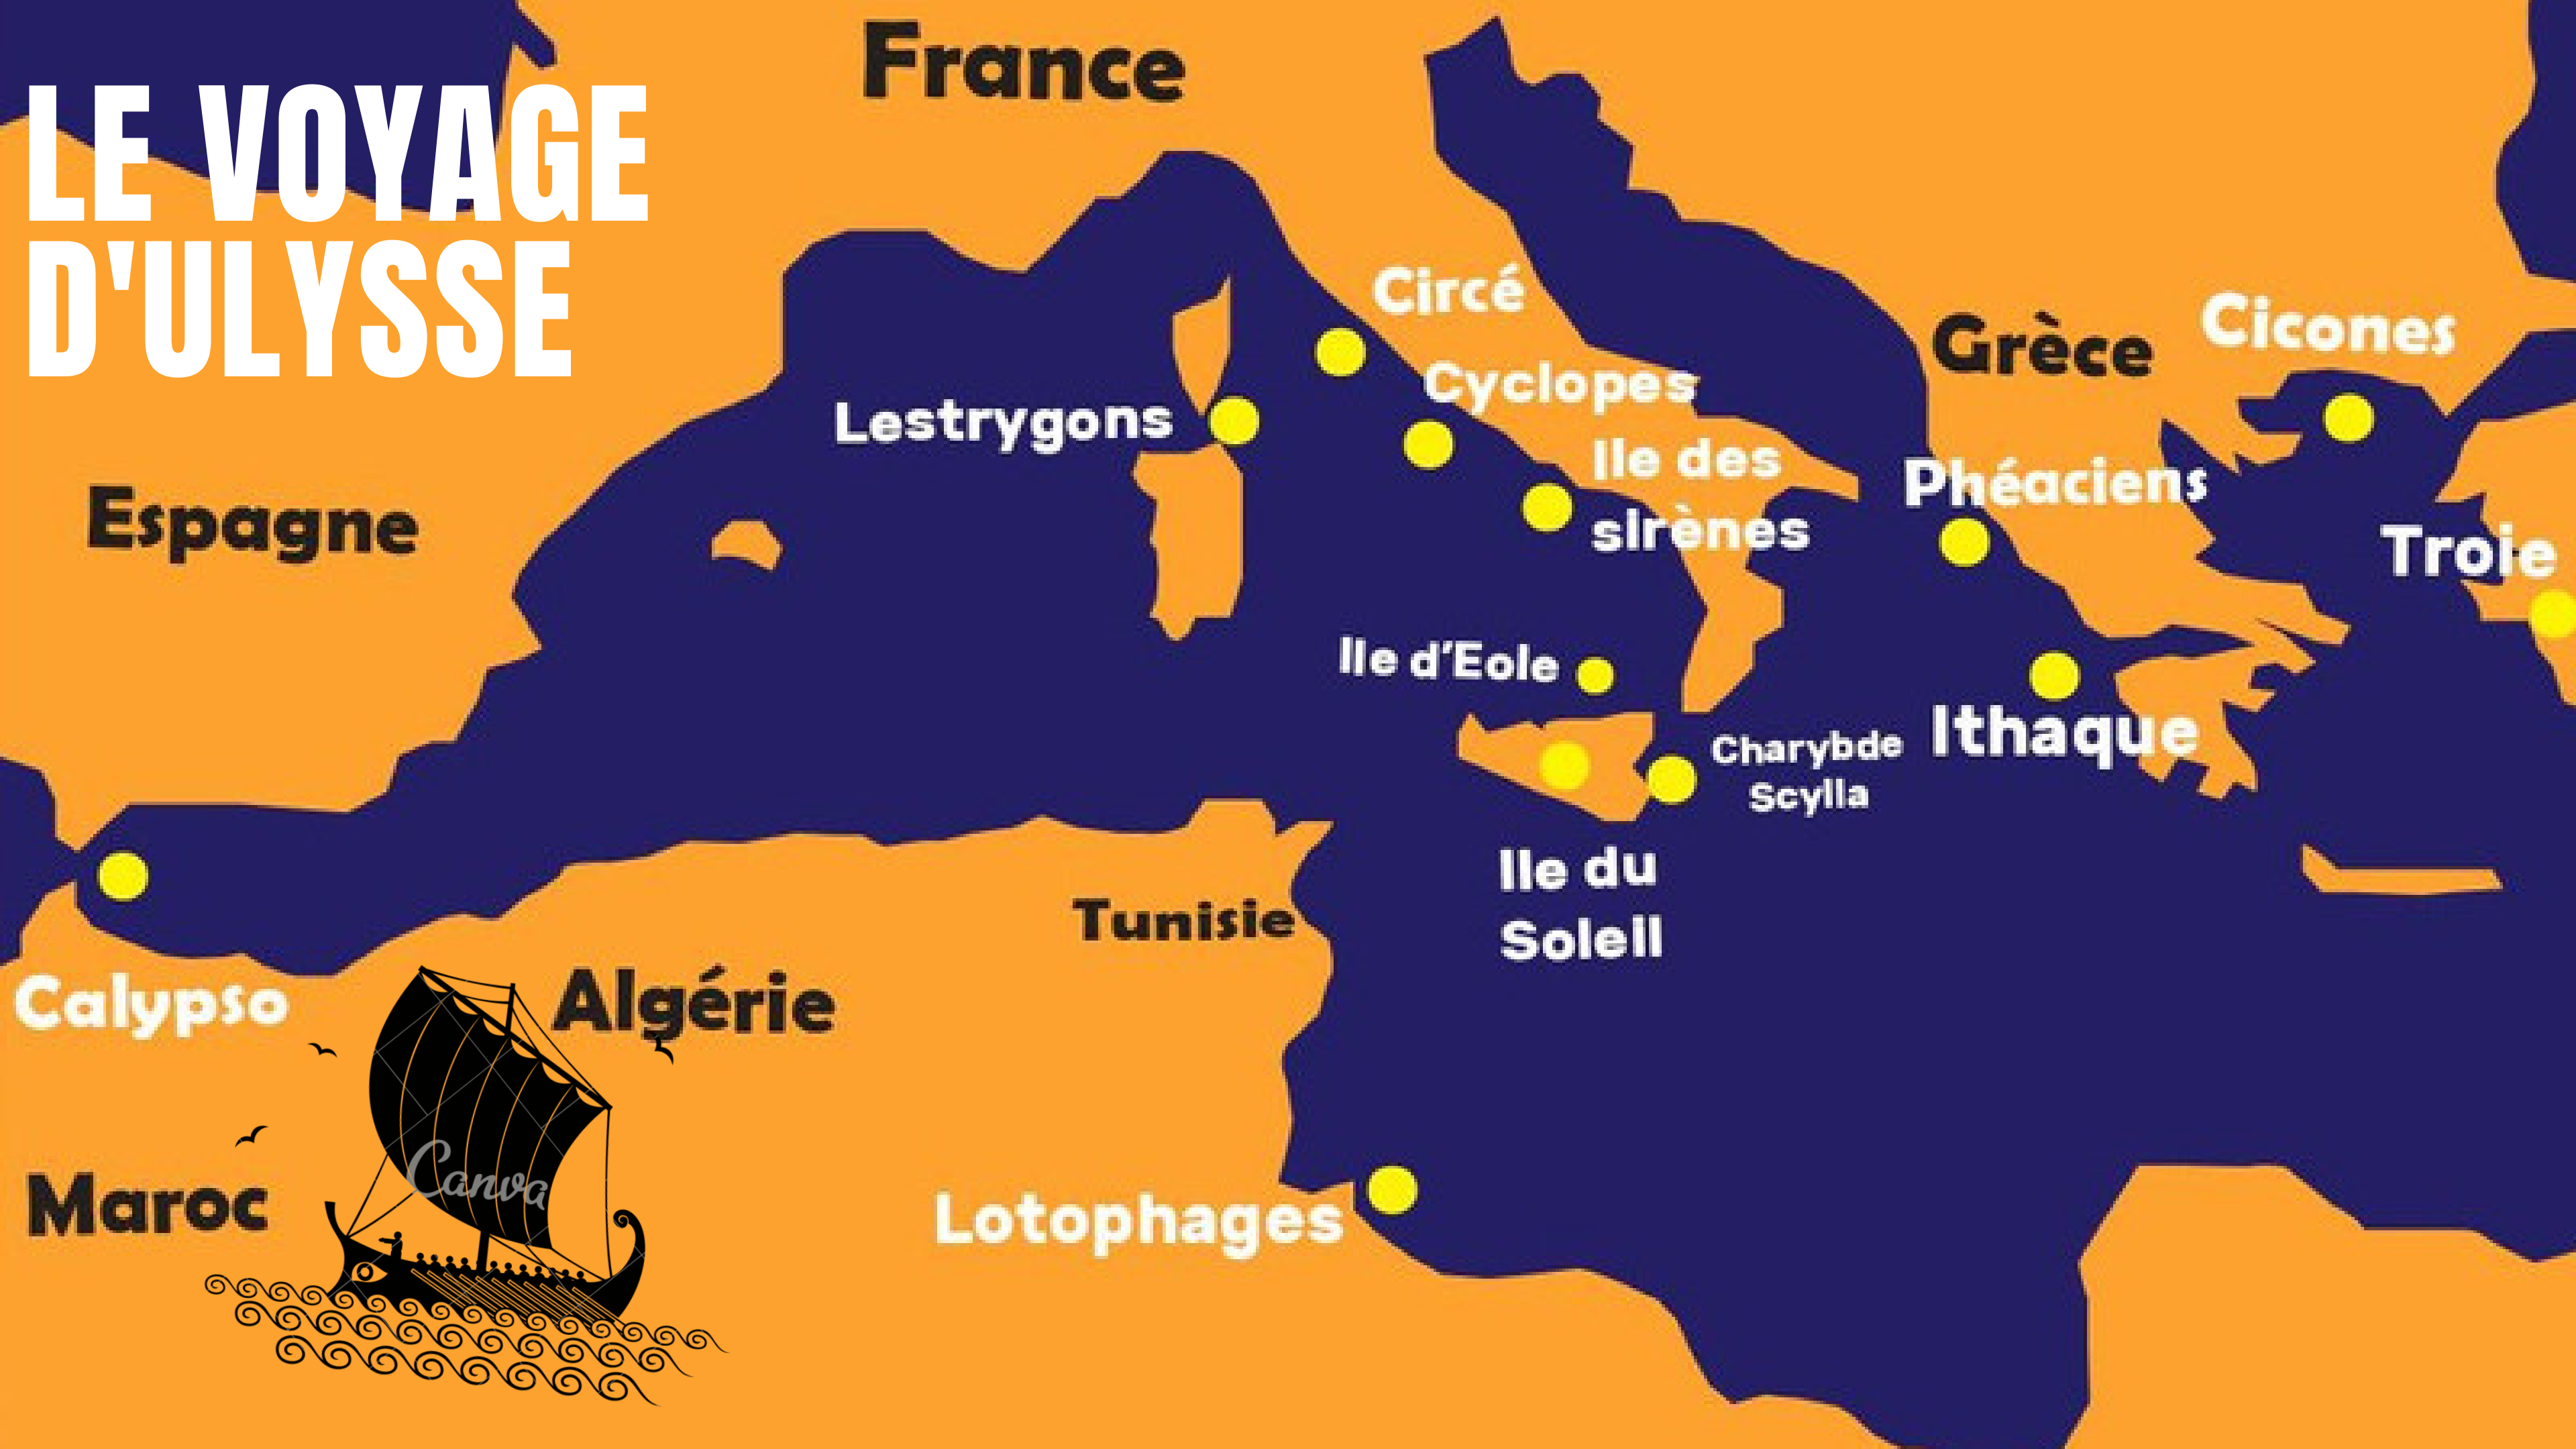 LE VOYAGE
D'ULYSSE
France
Circé
Cyclopes
Lestrygons
Ile des
sirènes
Grèce
Cicones
Phéaciens
Troie
Espagne
Ile d'Eole
Charybde
Scylla
Ithaque
Ile du
Soleil
Tunisie
Calypso
Algérie
Maroc
Lotophages
Canva